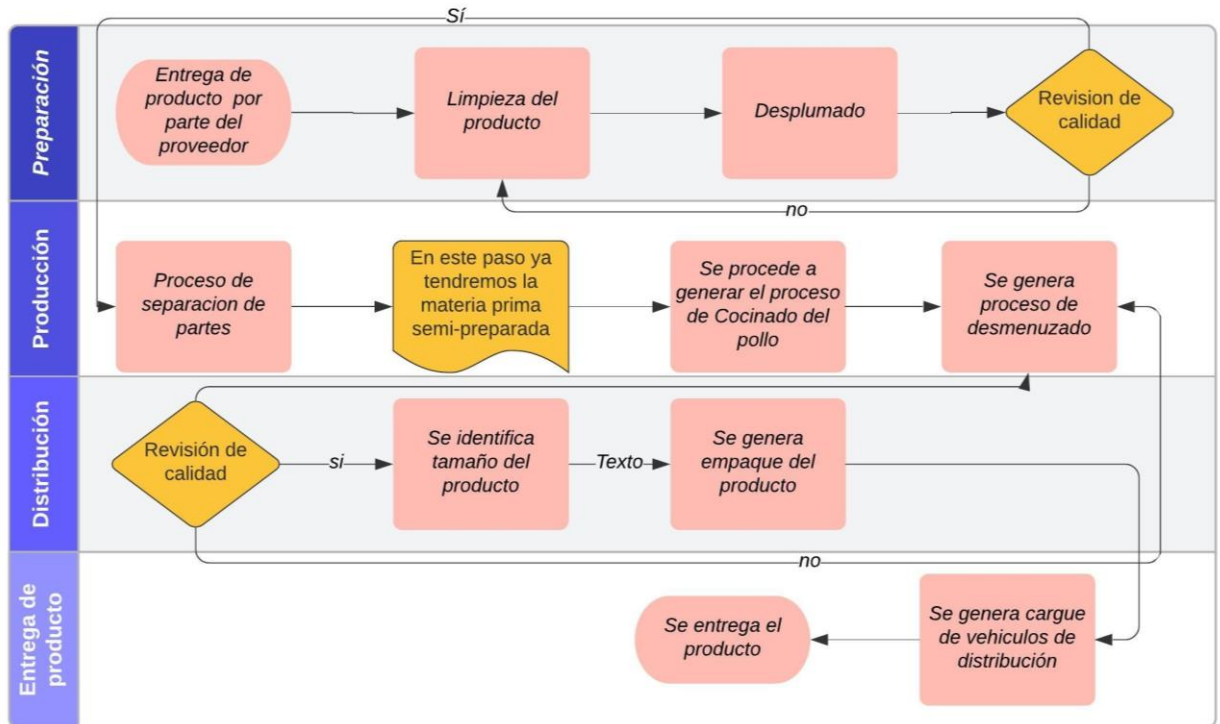 Sí
Preparación
Entrega de
producto por
parte del
proveedor
Limpieza del
producto
Desplumado
Revision de
calidad
no
Producción
Proceso de
separacion de
partes
En este paso ya
tendremos la
materia prima
semi-preparada
Se procede a
generar el proceso
de Cocinado del
pollo
Se genera
proceso de
desmenuzado
Distribución
Revisión de
calidad
si
Se identifica
tamaño del
producto
Texto
Se genera
empaque del
producto
no
Entrega de
producto
Se entrega el
producto
Se genera cargue
de vehiculos de
distribución